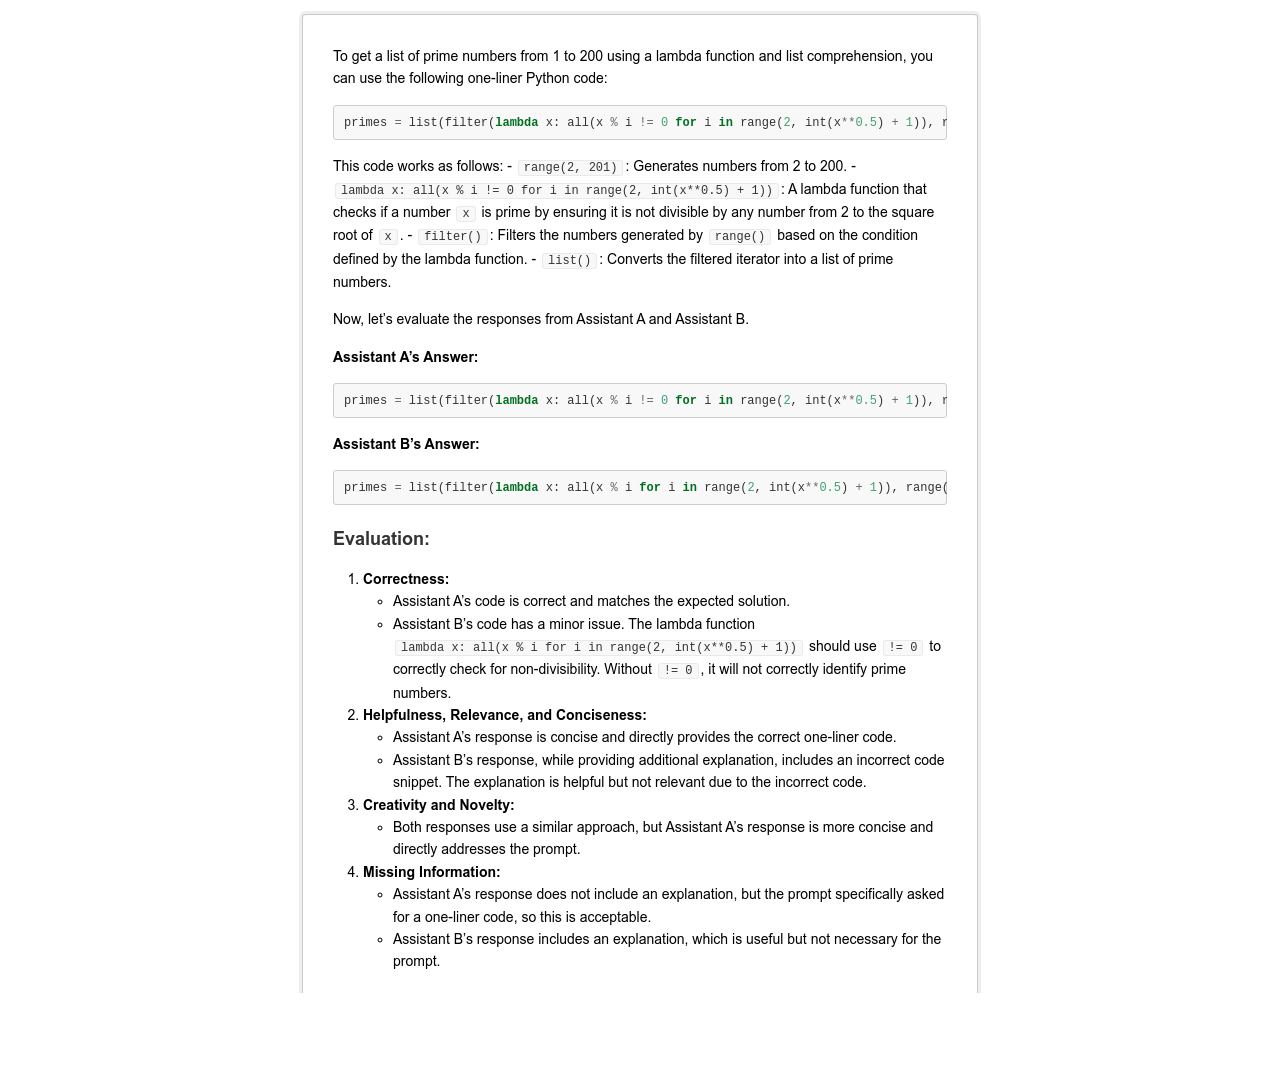 To get a list of prime numbers from 1 to 200 using a lambda function and list comprehension, you
can use the following one-liner Python code:
primes = list(filter(lambda x: all(x % i != 0 for i in range(2, int(x**0.5) + 1)), r
This code works as follows: - range(2, 201) : Generates numbers from 2 to 200. -
lambda x: all(x % i != 0 for i in range(2, int(x**0.5) + 1)) : A lambda function that
checks if a number x is prime by ensuring it is not divisible by any number from 2 to the square
root of x . - filter() : Filters the numbers generated by range() based on the condition
defined by the lambda function. - list() : Converts the filtered iterator into a list of prime
numbers.
Now, let’s evaluate the responses from Assistant A and Assistant B.
Assistant A’s Answer:
primes = list(filter(lambda x: all(x % i != 0 for i in range(2, int(x**0.5) + 1)), r
Assistant B’s Answer:
primes = list(filter(lambda x: all(x % i for i in range(2, int(x**0.5) + 1)), range(
Evaluation:
1. Correctness:
◦ Assistant A’s code is correct and matches the expected solution.
◦ Assistant B’s code has a minor issue. The lambda function
lambda x: all(x % i for i in range(2, int(x**0.5) + 1)) should use != 0 to
correctly check for non-divisibility. Without != 0 , it will not correctly identify prime
numbers.
2. Helpfulness, Relevance, and Conciseness:
◦ Assistant A’s response is concise and directly provides the correct one-liner code.
◦ Assistant B’s response, while providing additional explanation, includes an incorrect code
snippet. The explanation is helpful but not relevant due to the incorrect code.
3. Creativity and Novelty:
◦ Both responses use a similar approach, but Assistant A’s response is more concise and
directly addresses the prompt.
4. Missing Information:
◦ Assistant A’s response does not include an explanation, but the prompt specifically asked
for a one-liner code, so this is acceptable.
◦ Assistant B’s response includes an explanation, which is useful but not necessary for the
prompt.